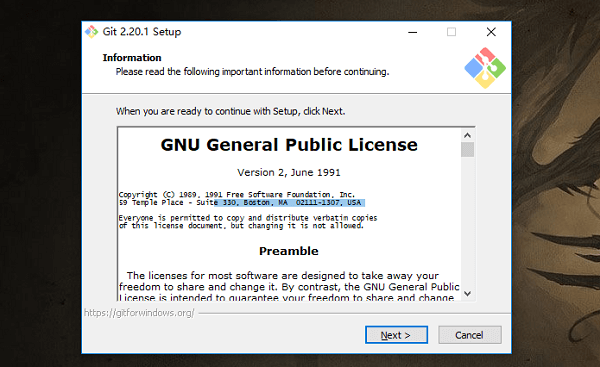 Git 2.20.1 Setup
Information
Please read the following important information before continuing.
When you are ready to continue with Setup, click Next.
GNU General Public License
Version 2, June 1991
Copyright (C) 1989, 1991 Free Software Foundation, Inc.
59 Temple Place - Suite 330, Boston, MA  02111-1307, USA
Everyone is permitted to copy and distribute verbatim copies
of this license document, but changing it is not allowed.
Preamble
The licenses for most software are designed to take away your
freedom to share and change it. By contrast, the GNU General Public
License is intended to guarantee your freedom to share and change
https://gitforwindows.org/
Next >
Cancel